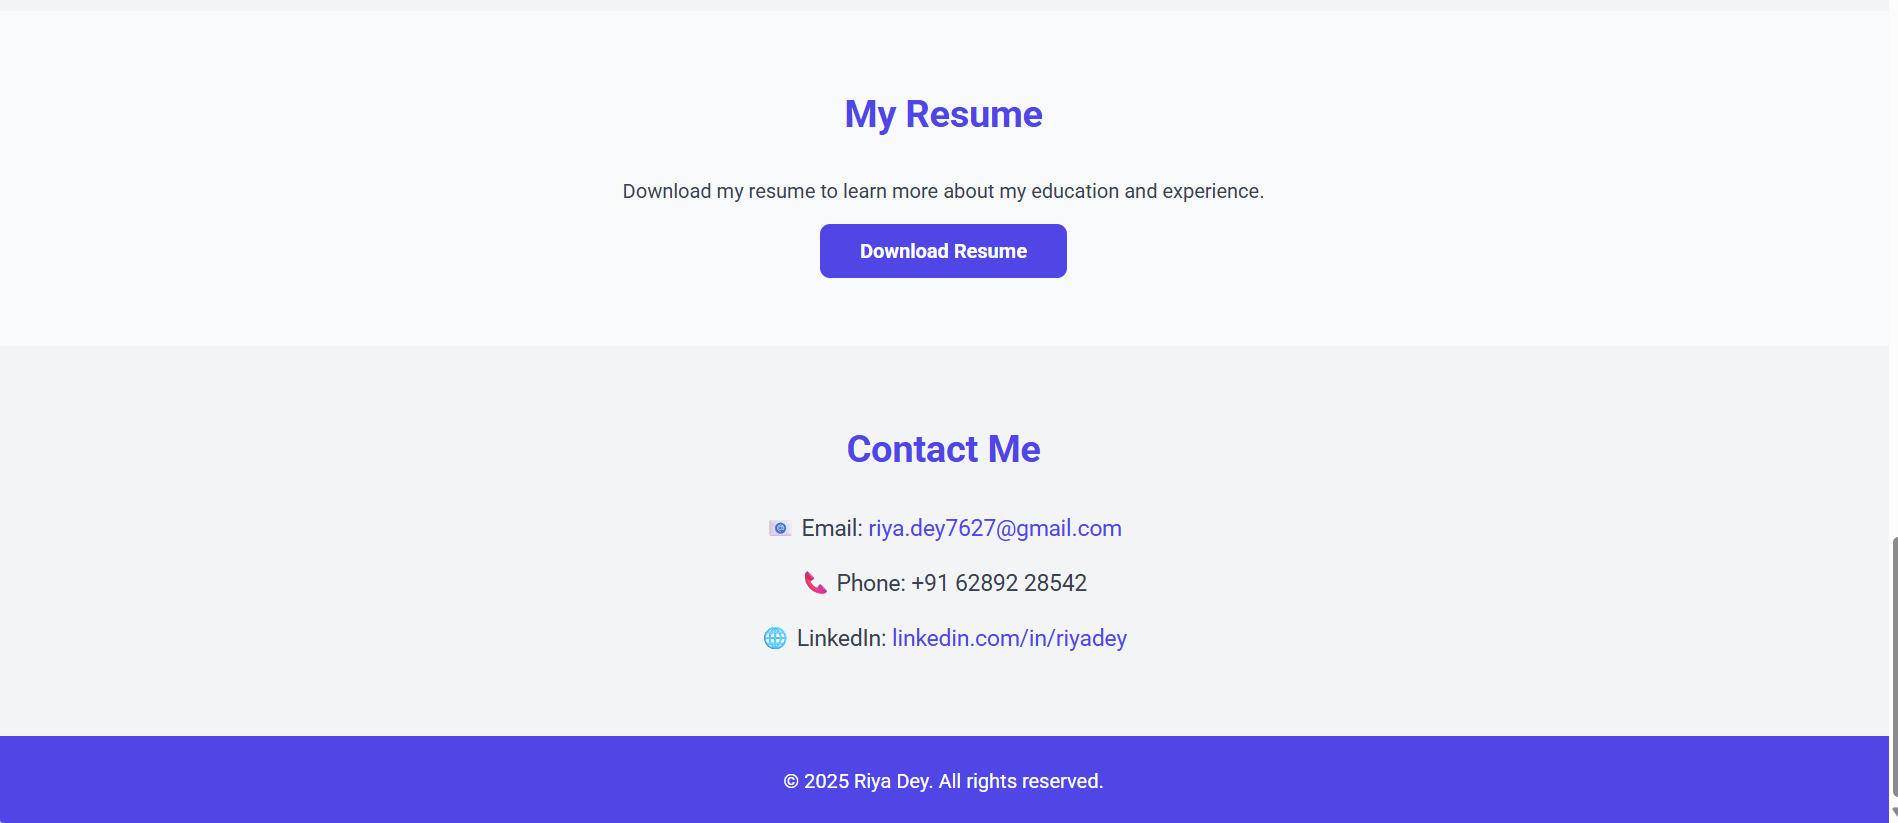 My Resume
Download my resume to learn more about my education and experience.
Download Resume
Contact Me
Email: riya.dey7627@gmail.com
Phone: +91 62892 28542
LinkedIn: linkedin.com/in/riyadey
© 2025 Riya Dey. All rights reserved.